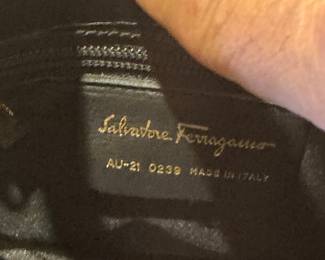 Salvatore Ferragamo
AU-21 0239 MADE IN ITALY